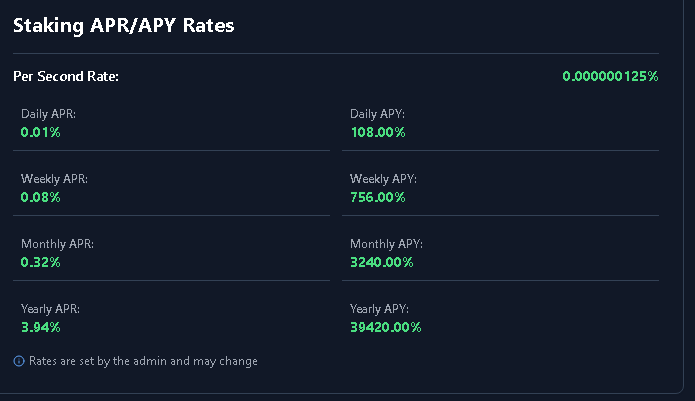 Staking APR/APY Rates
Per Second Rate: 0.000000125%
Daily APR: Daily APY:
0.01% 108.00%
Weekly APR: Weekly APY:
0.08% 756.00%
Monthly APR: Monthly APY:
0.32% 3240.00%
Yearly APR: Yearly APY:
3.94% 39420.00%
Rates are set by the admin and may change